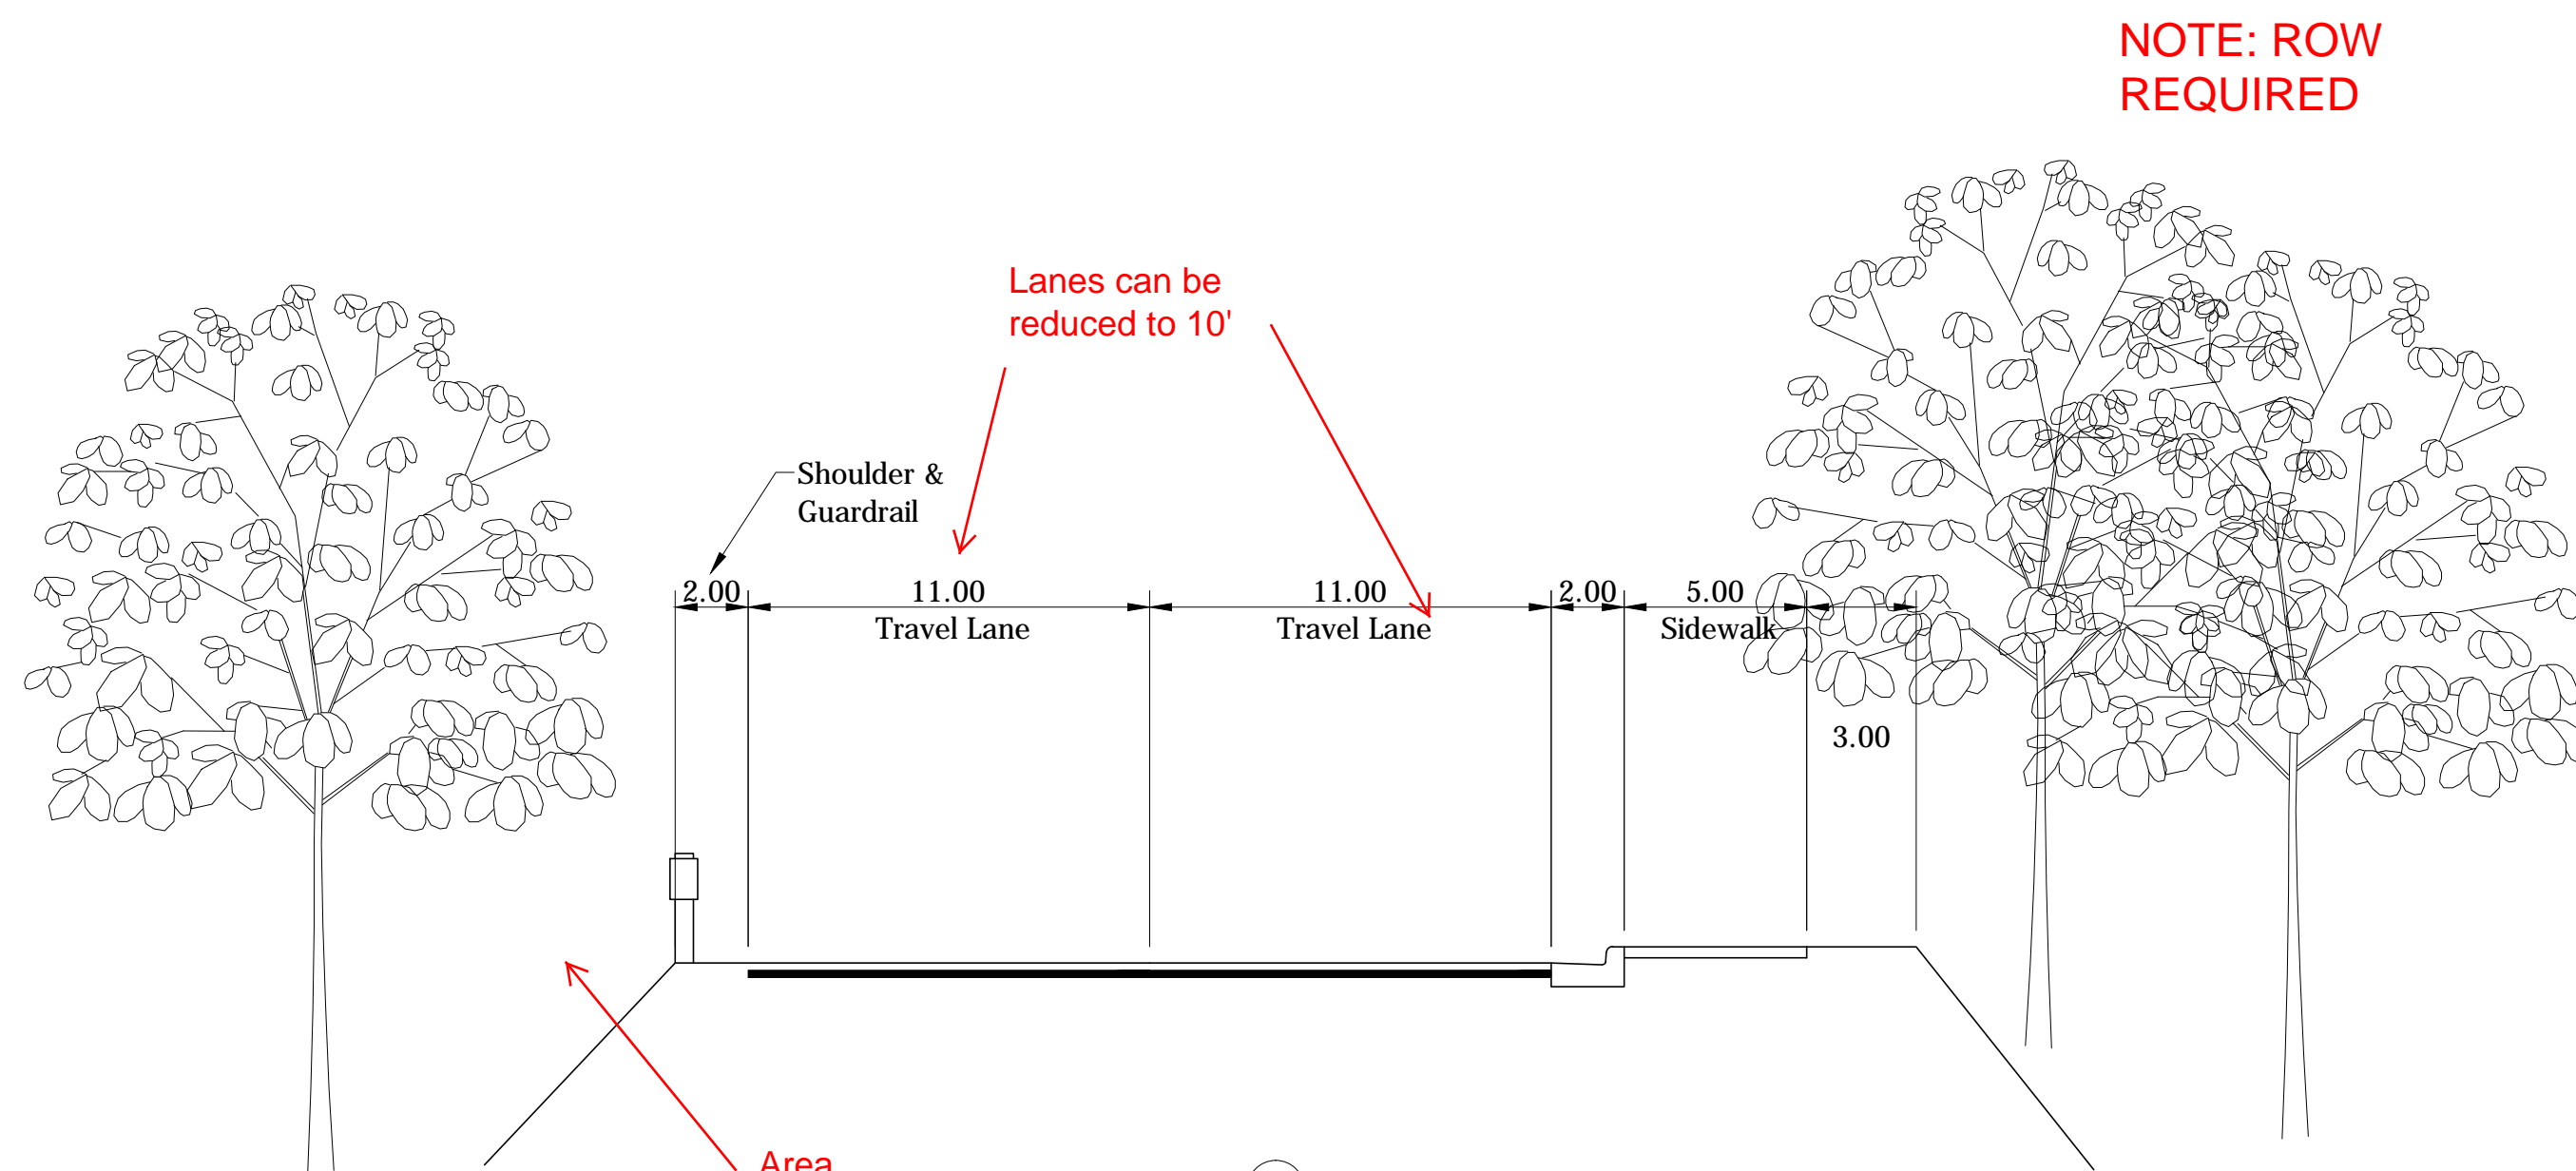 NOTE: ROW
REQUIRED
Lanes can be
reduced to 10'
Shoulder &
Guardrail
2.00 11.00 11.00 2.00 5.00
Travel Lane Travel Lane Sidewalk
3.00
Area